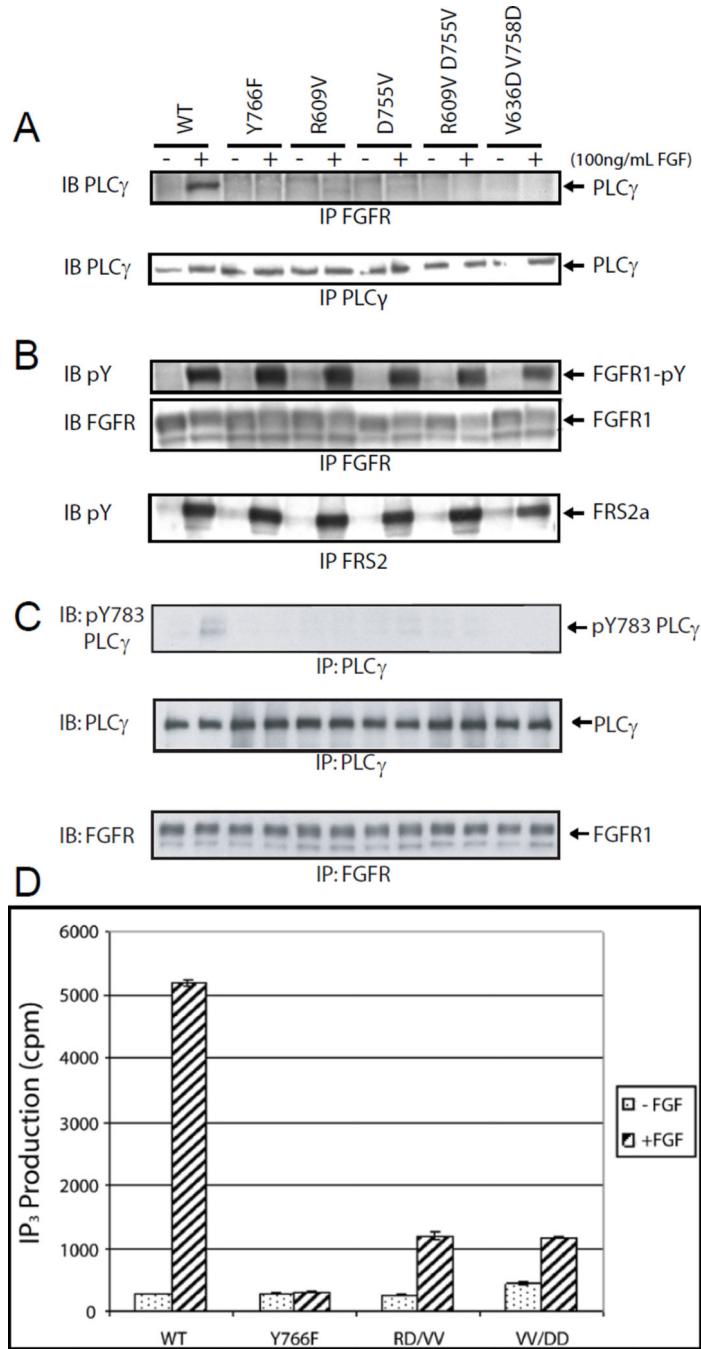 WT Y766F R609V D755V R609V D755V V636D V758D
A
- + - + - + - + - + - + (100ng/mL FGF)
IB PLCγ PLCγ
IP FGFR
IB PLCγ PLCγ
IP PLCγ
B
IB pY FGFR1-pY
IB FGFR FGFR1
IP FGFR
IB pY FRS2a
IP FRS2
C
IB: pY783 PLCγ pY783 PLCγ
IP: PLCγ
IB: PLCγ PLCγ
IP: PLCγ
IB: FGFR FGFR1
IP: FGFR
D
6000
5000
4000
3000
2000
1000
0
IP₃ Production (cpm)
WT Y766F RD/VV VV/DD
- FGF
+FGF